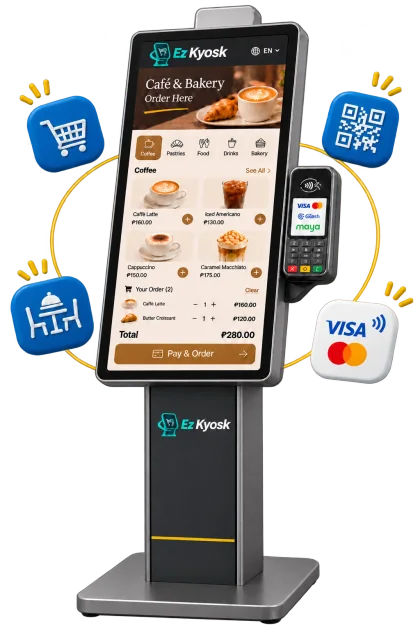 Ez Kyosk
EN
Café & Bakery
Order Here
Coffee
Pastries
Food
Drinks
Bakery
Coffee
See All >
Caffè Latte
₱160.00
Iced Americano
₱130.00
Cappuccino
₱150.00
Caramel Macchiato
₱175.00
Your Order (2)
Clear
Caffè Latte
− 1 +
₱160.00
Butter Croissant
− 1 +
₱120.00
Total
₱280.00
Pay & Order
VISA
GCash
maya
VISA
Ez Kyosk